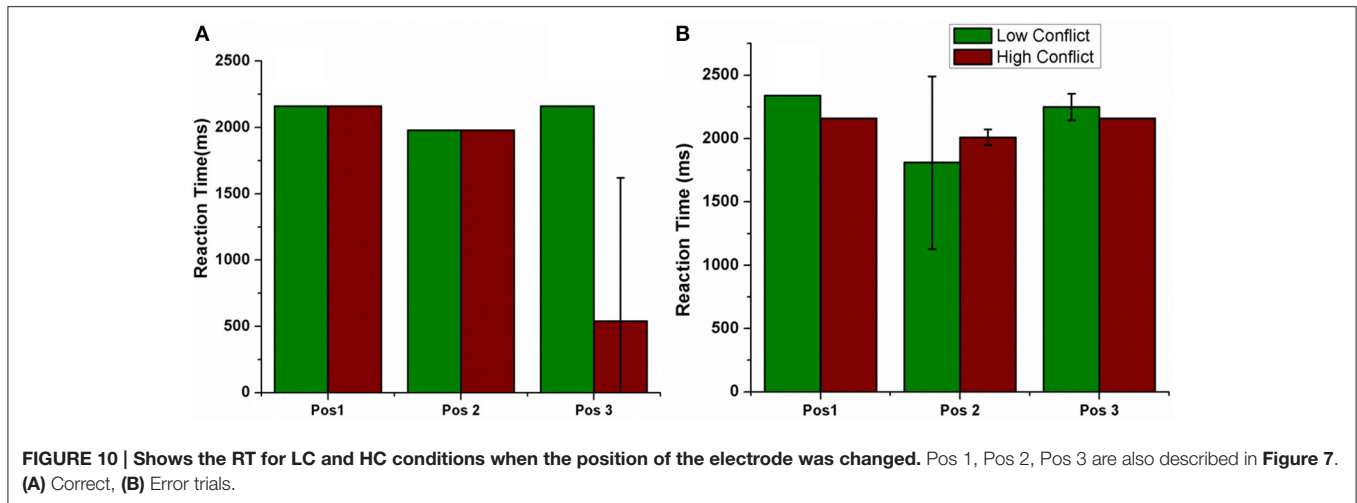 A
Reaction Time(ms)
2500
2000
1500
1000
500
0
Pos1
Pos 2
Pos 3
B
Low Conflict
High Conflict
Reaction Time (ms)
2500
2000
1500
1000
500
0
Pos1
Pos 2
Pos 3
FIGURE 10 | Shows the RT for LC and HC conditions when the position of the electrode was changed. Pos 1, Pos 2, Pos 3 are also described in Figure 7.
(A) Correct, (B) Error trials.